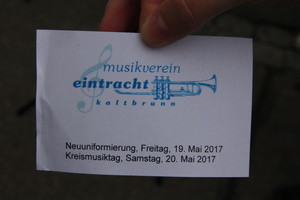 musikverein
eintracht
kaltbrunn
Neuuniformierung, Freitag, 19. Mai 2017
Kreismusiktag, Samstag, 20. Mai 2017